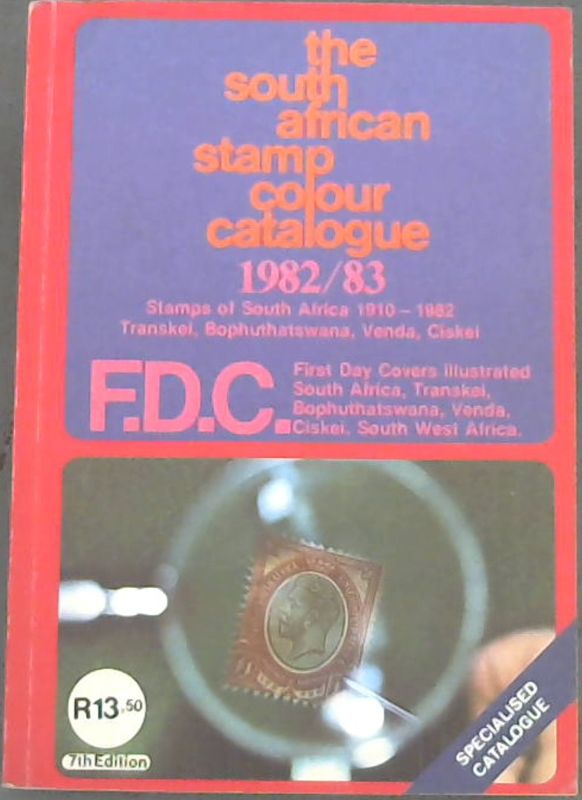 the
south
african
stamp
colour
catalogue
1982/83
Stamps of South Africa 1910 – 1982
Transkei, Bophuthatswana, Venda, Ciskei
F.D.C.
First Day Covers Illustrated
South Africa, Transkei,
Bophuthatswana, Venda,
Ciskei, South West Africa.
R13.50
7th Edition
SPECIALISED
CATALOGUE